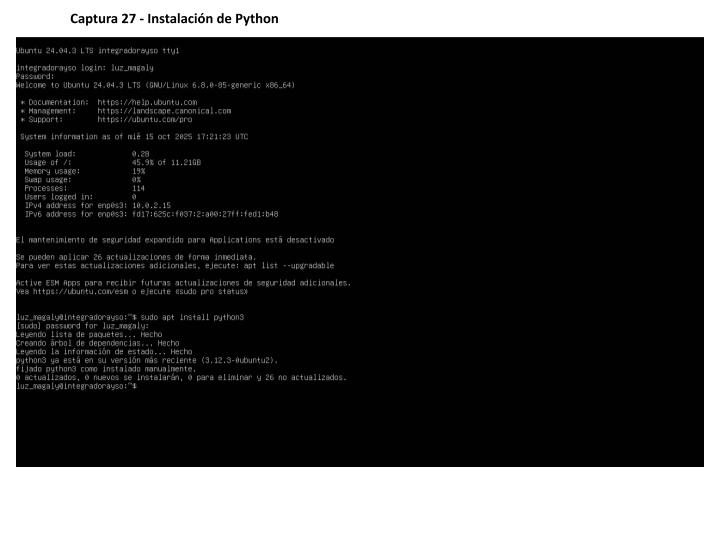 Captura 27 - Instalación de Python
Ubuntu 24.04.3 LTS integradorayso tty1
integradorayso login: luz_magaly
Password:
Welcome to Ubuntu 24.04.3 LTS (GNU/Linux 6.8.0-85-generic x86_64)
* Documentation:  https://help.ubuntu.com
* Management:     https://landscape.canonical.com
* Support:        https://ubuntu.com/pro
System information as of mié 15 oct 2025 17:21:23 UTC
System load:             0.28
Usage of /:              45.9% of 11.21GB
Memory usage:            19%
Swap usage:              0%
Processes:               114
Users logged in:         0
IPv4 address for enp0s3: 10.0.2.15
IPv6 address for enp0s3: fd17:625c:f037:2:a00:27ff:fed1:b48
El mantenimiento de seguridad expandido para Applications está desactivado
Se pueden aplicar 26 actualizaciones de forma inmediata.
Para ver estas actualizaciones adicionales, ejecute: apt list --upgradable
Active ESM Apps para recibir futuras actualizaciones de seguridad adicionales.
Vea https://ubuntu.com/esm o ejecute «sudo pro status»
luz_magaly@integradorayso:~$ sudo apt install python3
[sudo] password for luz_magaly:
Leyendo lista de paquetes... Hecho
Creando árbol de dependencias... Hecho
Leyendo la información de estado... Hecho
python3 ya está en su versión más reciente (3.12.3-0ubuntu2).
fijado python3 como instalado manualmente.
0 actualizados, 0 nuevos se instalarán, 0 para eliminar y 26 no actualizados.
luz_magaly@integradorayso:~$